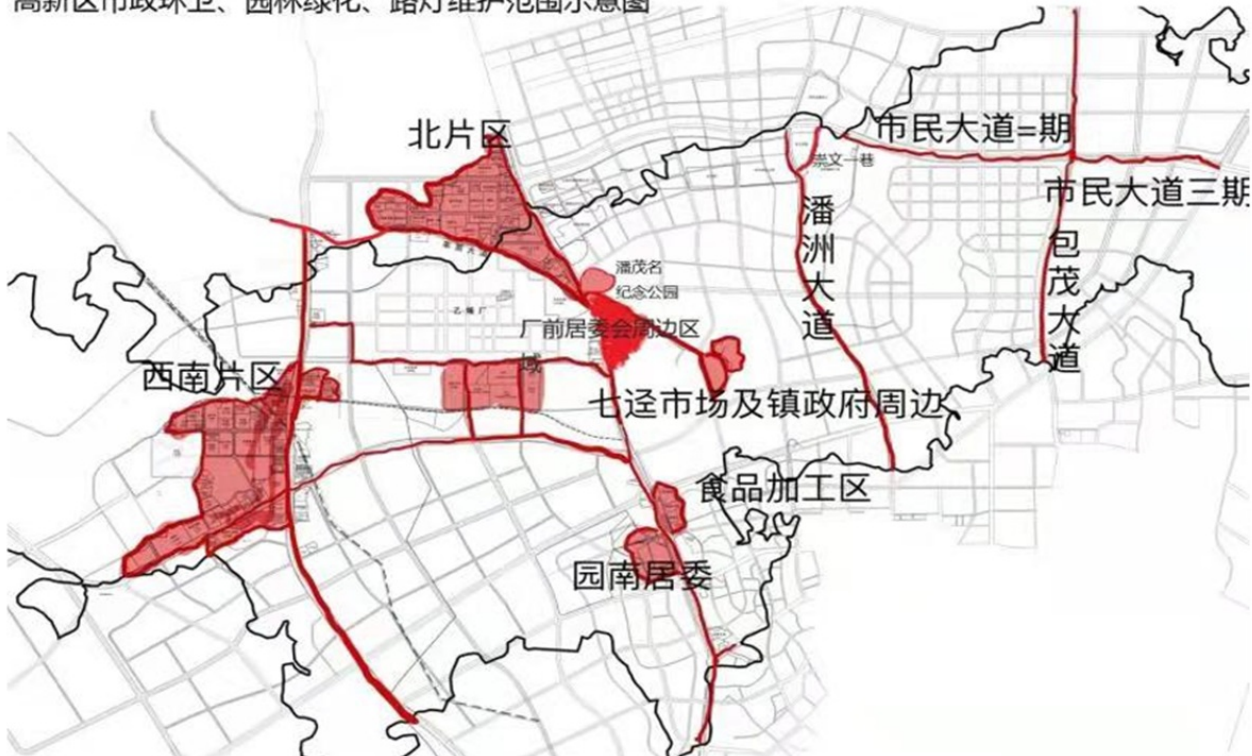 高新区市政环卫、园林绿化、路灯维护范围示意图
北片区
市民大道=期
崇文一巷
市民大道三期
潘洲大道
包茂大道
潘茂名
纪念公园
乙烯厂
厂前居委会周边区
域
西南片区
七迳市场及镇政府周边
食品加工区
园南居委